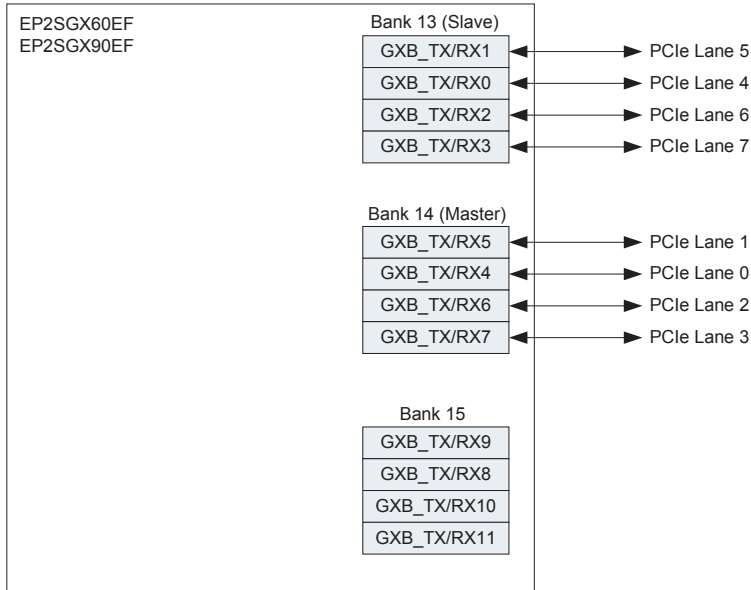 EP2SGX60EF
EP2SGX90EF
Bank 13 (Slave)
GXB_TX/RX1 PCIe Lane 5
GXB_TX/RX0 PCIe Lane 4
GXB_TX/RX2 PCIe Lane 6
GXB_TX/RX3 PCIe Lane 7
Bank 14 (Master)
GXB_TX/RX5 PCIe Lane 1
GXB_TX/RX4 PCIe Lane 0
GXB_TX/RX6 PCIe Lane 2
GXB_TX/RX7 PCIe Lane 3
Bank 15
GXB_TX/RX9
GXB_TX/RX8
GXB_TX/RX10
GXB_TX/RX11